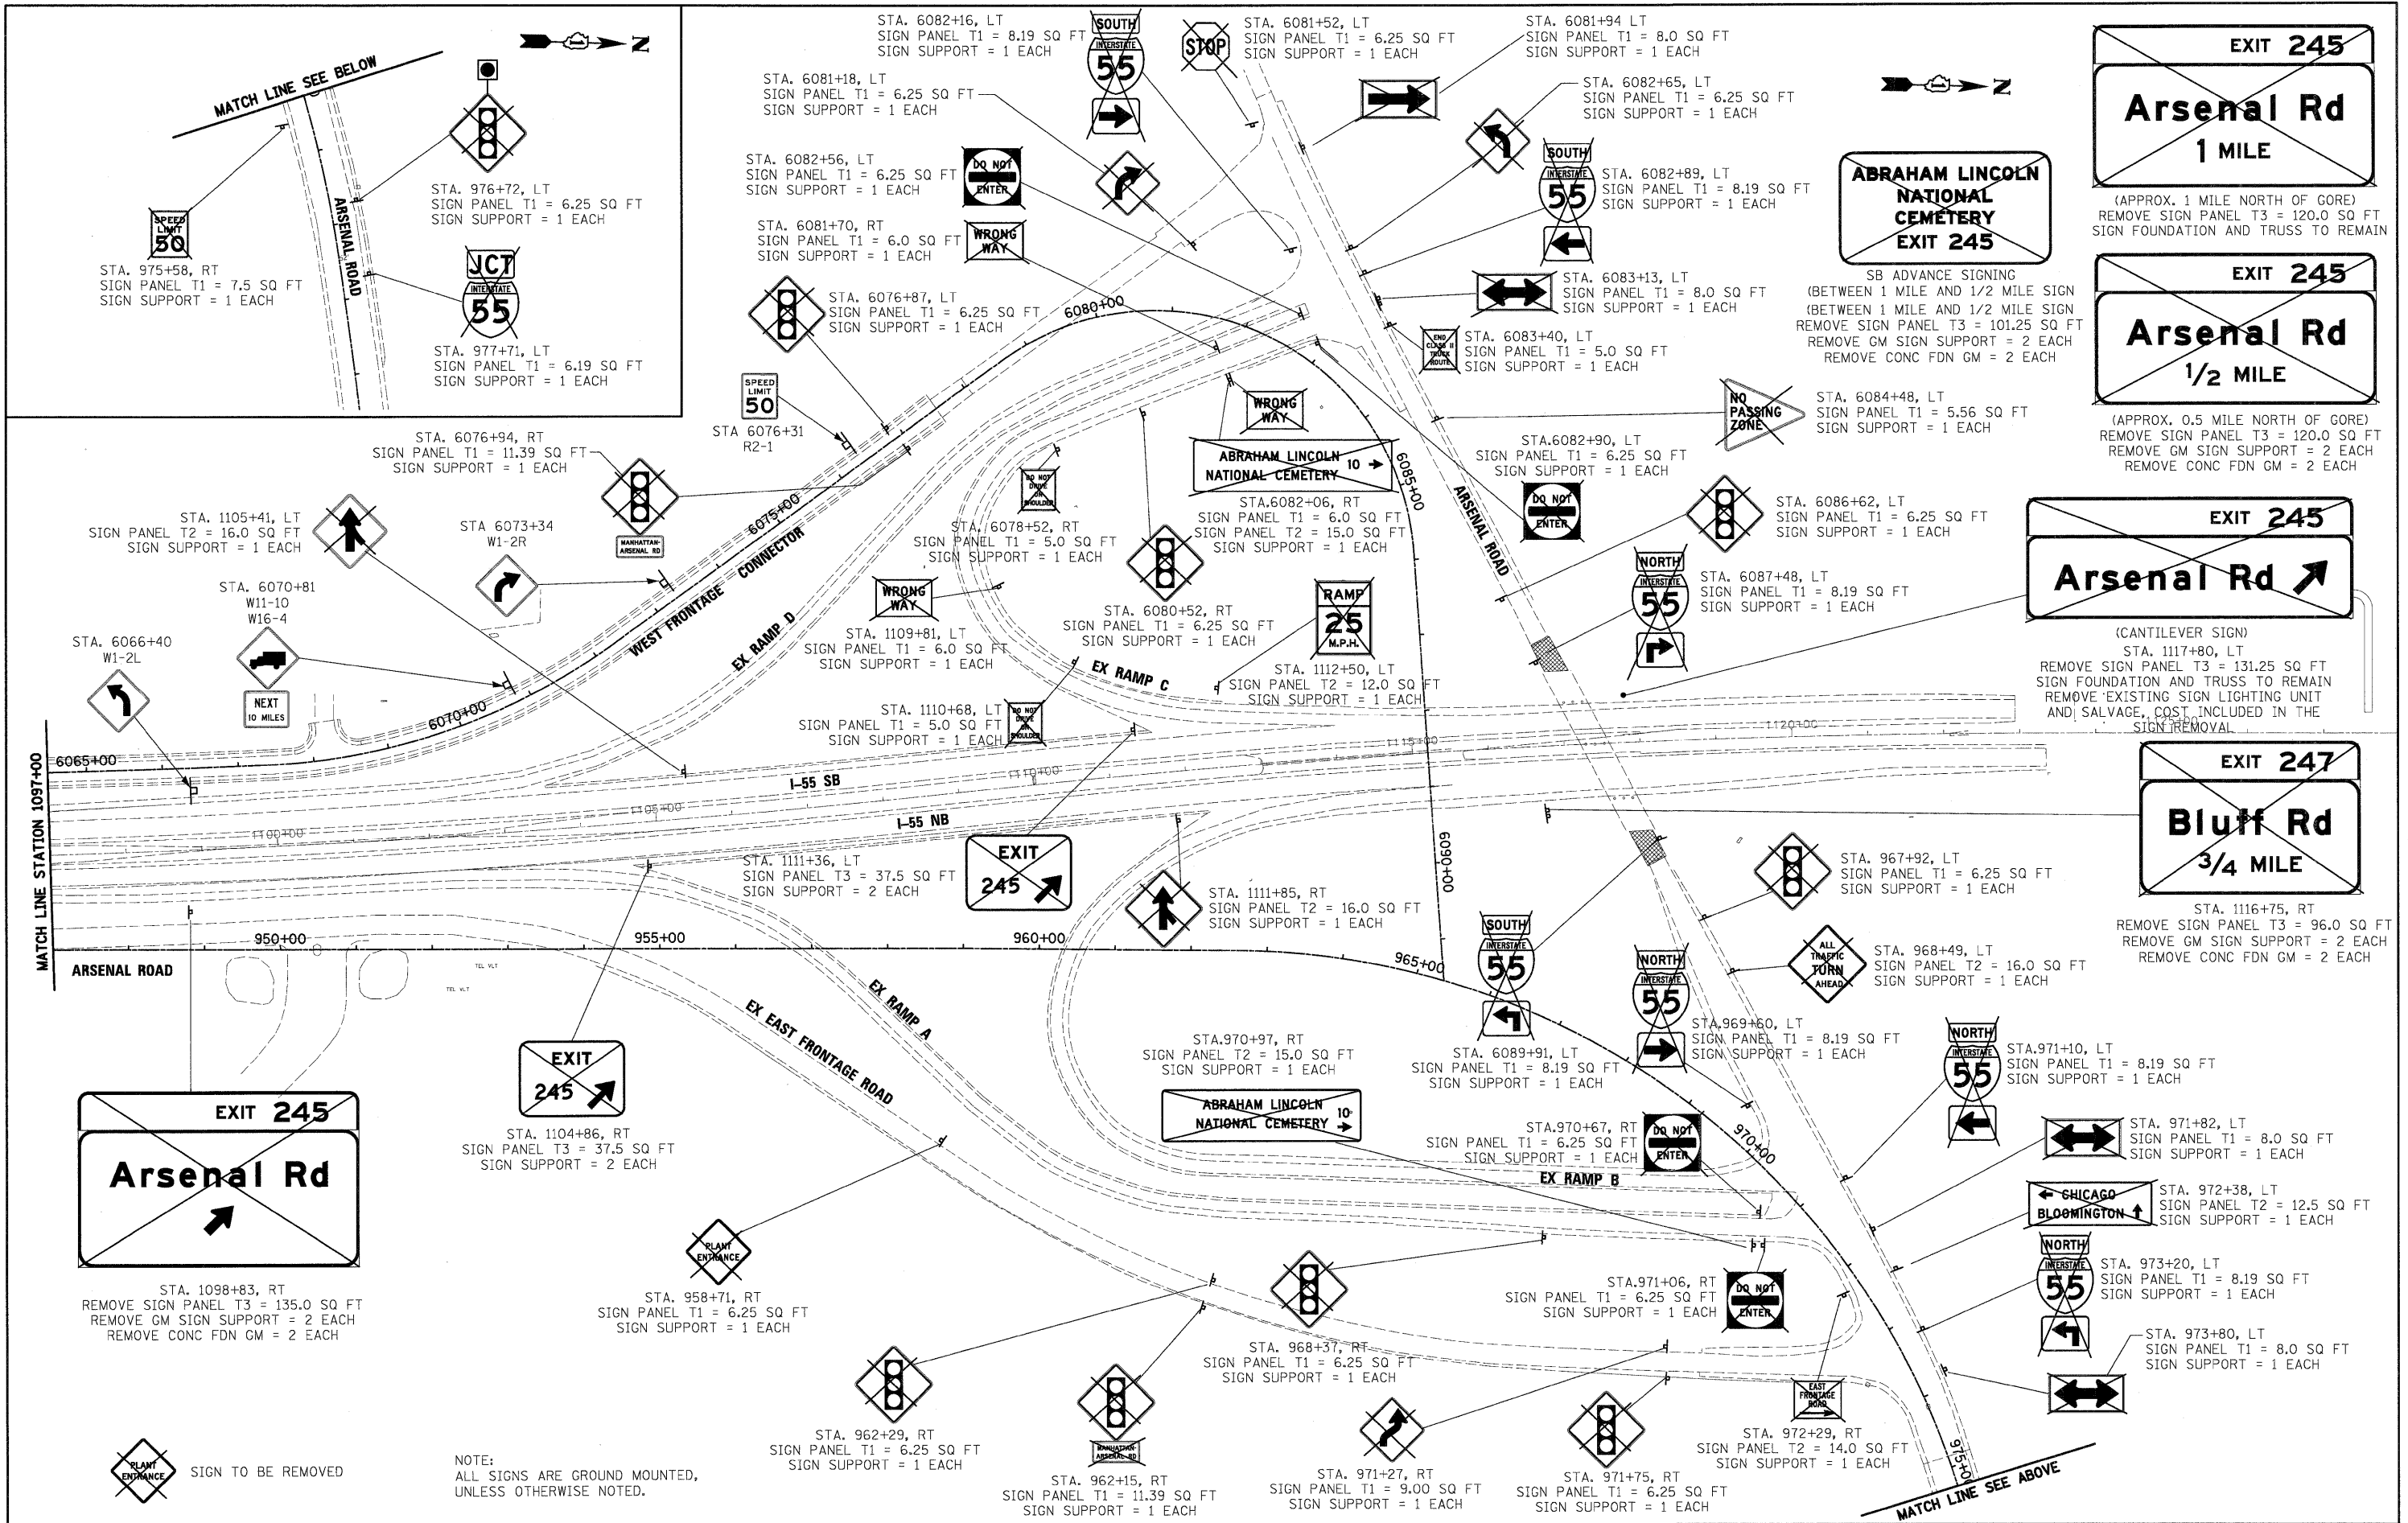 MATCH LINE SEE BELOW
N
SPEED
LIMIT
50
STA. 975+58, RT
SIGN PANEL T1 = 7.5 SQ FT
SIGN SUPPORT = 1 EACH
ARSENAL ROAD
STA. 976+72, LT
SIGN PANEL T1 = 6.25 SQ FT
SIGN SUPPORT = 1 EACH
JCT
INTERSTATE
55
STA. 977+71, LT
SIGN PANEL T1 = 6.19 SQ FT
SIGN SUPPORT = 1 EACH
STA. 6082+16, LT
SIGN PANEL T1 = 8.19 SQ FT
SIGN SUPPORT = 1 EACH
SOUTH
INTERSTATE
55
STOP
STA. 6081+52, LT
SIGN PANEL T1 = 6.25 SQ FT
SIGN SUPPORT = 1 EACH
STA. 6081+94 LT
SIGN PANEL T1 = 8.0 SQ FT
SIGN SUPPORT = 1 EACH
STA. 6081+18, LT
SIGN PANEL T1 = 6.25 SQ FT
SIGN SUPPORT = 1 EACH
STA. 6082+65, LT
SIGN PANEL T1 = 6.25 SQ FT
SIGN SUPPORT = 1 EACH
STA. 6082+56, LT
SIGN PANEL T1 = 6.25 SQ FT
SIGN SUPPORT = 1 EACH
DO NOT
ENTER
SOUTH
INTERSTATE
55
STA. 6082+89, LT
SIGN PANEL T1 = 8.19 SQ FT
SIGN SUPPORT = 1 EACH
STA. 6081+70, RT
SIGN PANEL T1 = 6.0 SQ FT
SIGN SUPPORT = 1 EACH
WRONG
WAY
STA. 6076+87, LT
SIGN PANEL T1 = 6.25 SQ FT
SIGN SUPPORT = 1 EACH
STA. 6083+13, LT
SIGN PANEL T1 = 8.0 SQ FT
SIGN SUPPORT = 1 EACH
END
CLASS II
TRUCK
ROUTE
STA. 6083+40, LT
SIGN PANEL T1 = 5.0 SQ FT
SIGN SUPPORT = 1 EACH
N
ABRAHAM LINCOLN
NATIONAL
CEMETERY
EXIT 245
SB ADVANCE SIGNING
(BETWEEN 1 MILE AND 1/2 MILE SIGN
(BETWEEN 1 MILE AND 1/2 MILE SIGN
REMOVE SIGN PANEL T3 = 101.25 SQ FT
REMOVE GM SIGN SUPPORT = 2 EACH
REMOVE CONC FDN GM = 2 EACH
EXIT 245
Arsenal Rd
1 MILE
(APPROX. 1 MILE NORTH OF GORE)
REMOVE SIGN PANEL T3 = 120.0 SQ FT
SIGN FOUNDATION AND TRUSS TO REMAIN
EXIT 245
Arsenal Rd
1/2 MILE
(APPROX. 0.5 MILE NORTH OF GORE)
REMOVE SIGN PANEL T3 = 120.0 SQ FT
REMOVE GM SIGN SUPPORT = 2 EACH
REMOVE CONC FDN GM = 2 EACH
NO
PASSING
ZONE
STA. 6084+48, LT
SIGN PANEL T1 = 5.56 SQ FT
SIGN SUPPORT = 1 EACH
SPEED
LIMIT
50
STA 6076+31
R2-1
STA. 6076+94, RT
SIGN PANEL T1 = 11.39 SQ FT
SIGN SUPPORT = 1 EACH
MANHATTAN-
ARSENAL RD
WRONG
WAY
ABRAHAM LINCOLN
NATIONAL CEMETERY 10
STA.6082+06, RT
SIGN PANEL T1 = 6.0 SQ FT
SIGN PANEL T2 = 15.0 SQ FT
SIGN SUPPORT = 1 EACH
STA.6082+90, LT
SIGN PANEL T1 = 6.25 SQ FT
SIGN SUPPORT = 1 EACH
DO NOT
ENTER
STA. 1105+41, LT
SIGN PANEL T2 = 16.0 SQ FT
SIGN SUPPORT = 1 EACH
STA 6073+34
W1-2R
DO NOT
DRIVE
ON
SHOULDER
STA. 6078+52, RT
SIGN PANEL T1 = 5.0 SQ FT
SIGN SUPPORT = 1 EACH
STA. 6086+62, LT
SIGN PANEL T1 = 6.25 SQ FT
SIGN SUPPORT = 1 EACH
EXIT 245
Arsenal Rd
(CANTILEVER SIGN)
STA. 1117+80, LT
REMOVE SIGN PANEL T3 = 131.25 SQ FT
SIGN FOUNDATION AND TRUSS TO REMAIN
REMOVE EXISTING SIGN LIGHTING UNIT
AND SALVAGE, COST INCLUDED IN THE
SIGN REMOVAL
STA. 6070+81
W11-10
W16-4
NEXT
10 MILES
STA. 6066+40
W1-2L
WRONG
WAY
STA. 1109+81, LT
SIGN PANEL T1 = 6.0 SQ FT
SIGN SUPPORT = 1 EACH
STA. 6080+52, RT
SIGN PANEL T1 = 6.25 SQ FT
SIGN SUPPORT = 1 EACH
RAMP
25
M.P.H.
STA. 1112+50, LT
SIGN PANEL T2 = 12.0 SQ FT
SIGN SUPPORT = 1 EACH
NORTH
INTERSTATE
55
STA. 6087+48, LT
SIGN PANEL T1 = 8.19 SQ FT
SIGN SUPPORT = 1 EACH
STA. 1110+68, LT
SIGN PANEL T1 = 5.0 SQ FT
SIGN SUPPORT = 1 EACH
DO NOT
DRIVE
ON
SHOULDER
WEST FRONTAGE CONNECTOR
EX RAMP D
EX RAMP C
ARSENAL ROAD
6065+00
6070+00
6075+00
6080+00
6085+00
6090+00
MATCH LINE STATION 1097+00
I-55 SB
I-55 NB
1100+00
1105+00
1110+00
1115+00
1120+00
1125+00
EXIT 247
Bluff Rd
3/4 MILE
STA. 1116+75, RT
REMOVE SIGN PANEL T3 = 96.0 SQ FT
REMOVE GM SIGN SUPPORT = 2 EACH
REMOVE CONC FDN GM = 2 EACH
STA. 1111+36, LT
SIGN PANEL T3 = 37.5 SQ FT
SIGN SUPPORT = 2 EACH
EXIT
245
STA. 1111+85, RT
SIGN PANEL T2 = 16.0 SQ FT
SIGN SUPPORT = 1 EACH
STA. 967+92, LT
SIGN PANEL T1 = 6.25 SQ FT
SIGN SUPPORT = 1 EACH
ALL
TRAFFIC
TURN
AHEAD
STA. 968+49, LT
SIGN PANEL T2 = 16.0 SQ FT
SIGN SUPPORT = 1 EACH
ARSENAL ROAD
950+00
955+00
960+00
965+00
970+00
975+00
TEL VLT
TEL VLT
EX RAMP A
EX EAST FRONTAGE ROAD
EX RAMP B
SOUTH
INTERSTATE
55
STA. 6089+91, LT
SIGN PANEL T1 = 8.19 SQ FT
SIGN SUPPORT = 1 EACH
NORTH
INTERSTATE
55
STA.969+60, LT
SIGN PANEL T1 = 8.19 SQ FT
SIGN SUPPORT = 1 EACH
NORTH
INTERSTATE
55
STA.971+10, LT
SIGN PANEL T1 = 8.19 SQ FT
SIGN SUPPORT = 1 EACH
STA.970+97, RT
SIGN PANEL T2 = 15.0 SQ FT
SIGN SUPPORT = 1 EACH
ABRAHAM LINCOLN
NATIONAL CEMETERY
10
STA.970+67, RT
SIGN PANEL T1 = 6.25 SQ FT
SIGN SUPPORT = 1 EACH
DO NOT
ENTER
STA. 971+82, LT
SIGN PANEL T1 = 8.0 SQ FT
SIGN SUPPORT = 1 EACH
CHICAGO
BLOOMINGTON
STA. 972+38, LT
SIGN PANEL T2 = 12.5 SQ FT
SIGN SUPPORT = 1 EACH
NORTH
INTERSTATE
55
STA. 973+20, LT
SIGN PANEL T1 = 8.19 SQ FT
SIGN SUPPORT = 1 EACH
STA. 973+80, LT
SIGN PANEL T1 = 8.0 SQ FT
SIGN SUPPORT = 1 EACH
EXIT 245
Arsenal Rd
STA. 1098+83, RT
REMOVE SIGN PANEL T3 = 135.0 SQ FT
REMOVE GM SIGN SUPPORT = 2 EACH
REMOVE CONC FDN GM = 2 EACH
EXIT
245
STA. 1104+86, RT
SIGN PANEL T3 = 37.5 SQ FT
SIGN SUPPORT = 2 EACH
PLANT
ENTRANCE
STA. 958+71, RT
SIGN PANEL T1 = 6.25 SQ FT
SIGN SUPPORT = 1 EACH
STA. 962+29, RT
SIGN PANEL T1 = 6.25 SQ FT
SIGN SUPPORT = 1 EACH
MANHATTAN-
ARSENAL RD
STA. 962+15, RT
SIGN PANEL T1 = 11.39 SQ FT
SIGN SUPPORT = 1 EACH
STA. 968+37, RT
SIGN PANEL T1 = 6.25 SQ FT
SIGN SUPPORT = 1 EACH
STA.971+06, RT
SIGN PANEL T1 = 6.25 SQ FT
SIGN SUPPORT = 1 EACH
DO NOT
ENTER
STA. 971+27, RT
SIGN PANEL T1 = 9.00 SQ FT
SIGN SUPPORT = 1 EACH
STA. 971+75, RT
SIGN PANEL T1 = 6.25 SQ FT
SIGN SUPPORT = 1 EACH
EAST
FRONTAGE
ROAD
STA. 972+29, RT
SIGN PANEL T2 = 14.0 SQ FT
SIGN SUPPORT = 1 EACH
MATCH LINE SEE ABOVE
PLANT
ENTRANCE
SIGN TO BE REMOVED
NOTE:
ALL SIGNS ARE GROUND MOUNTED,
UNLESS OTHERWISE NOTED.